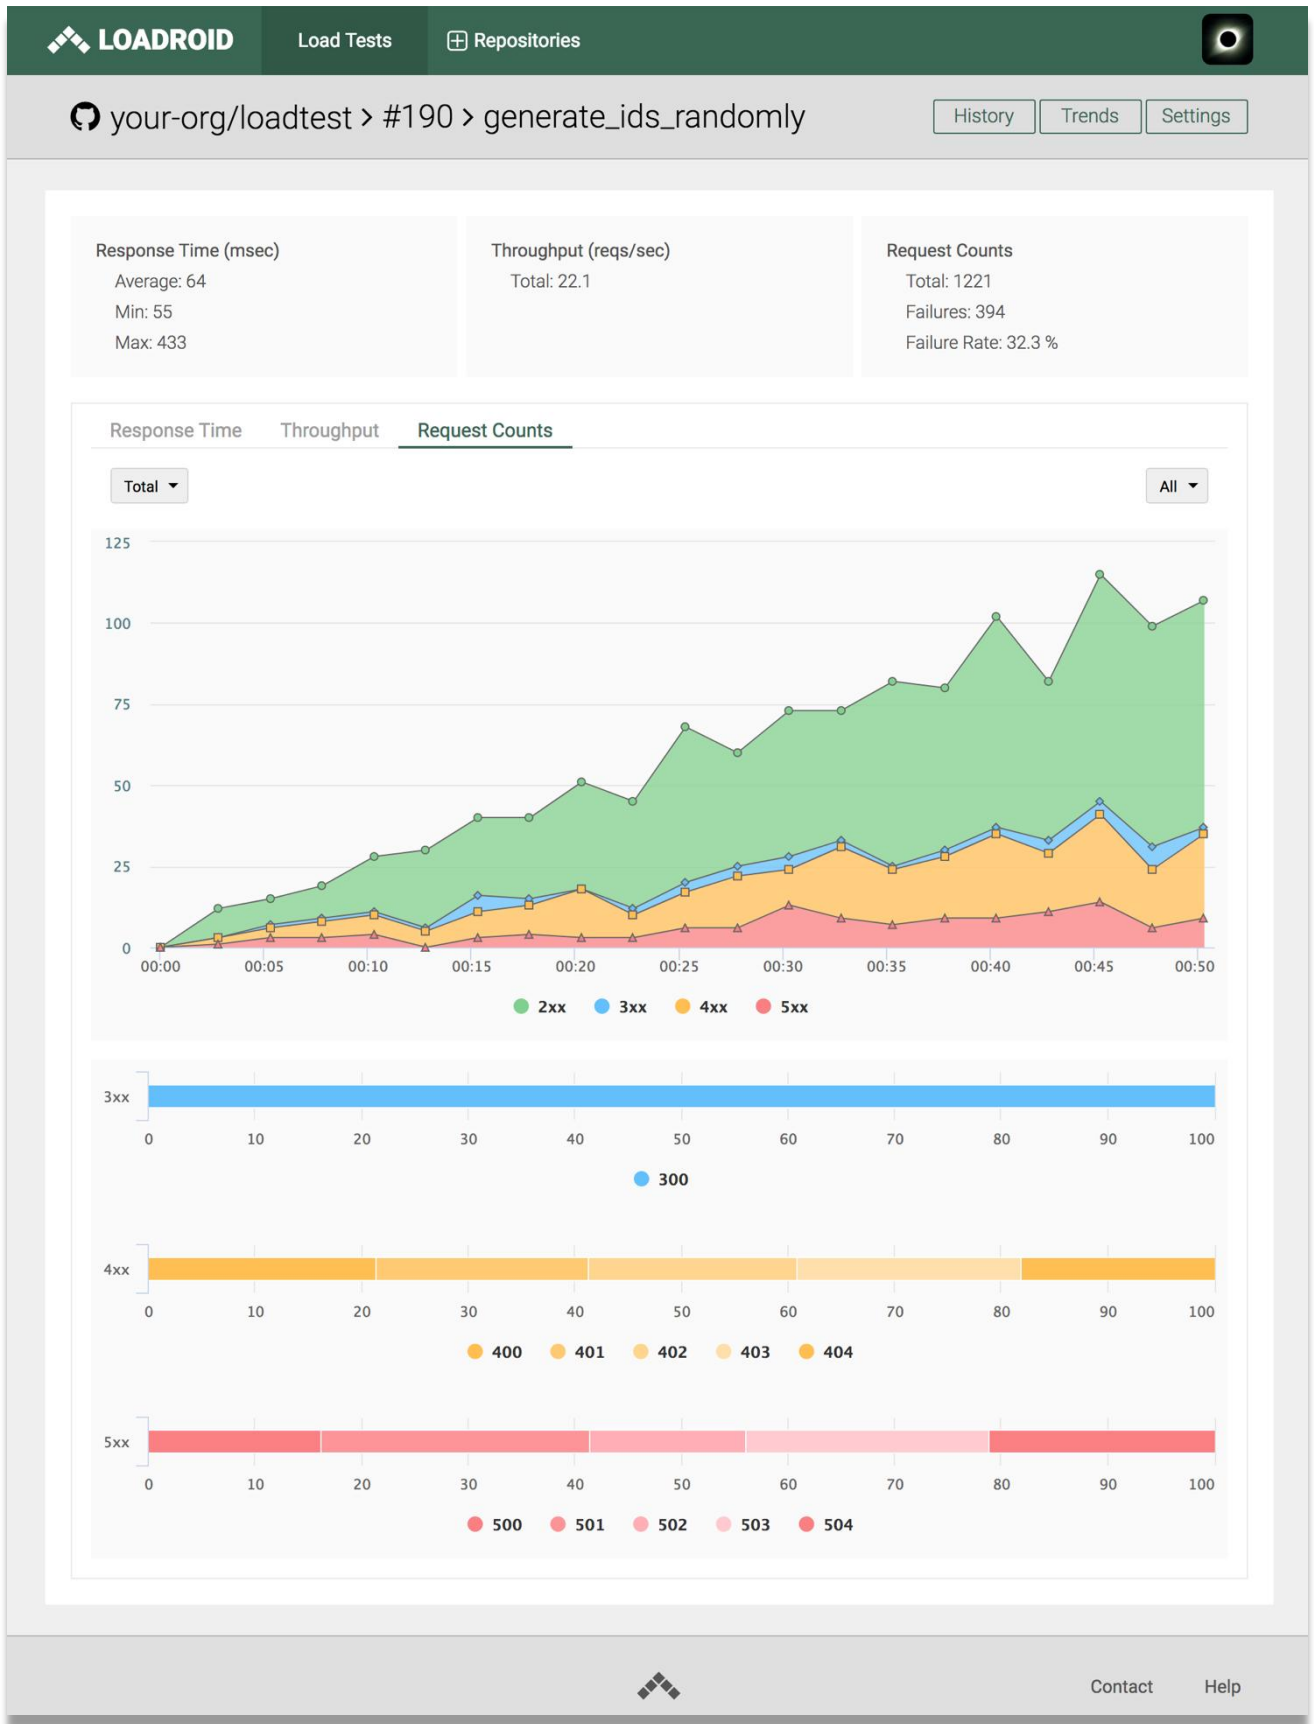 LOADROID Load Tests Repositories
your-org/loadtest > #190 > generate_ids_randomly History Trends Settings
Response Time (msec) Throughput (reqs/sec) Request Counts
Average: 64 Total: 22.1 Total: 1221
Min: 55 Failures: 394
Max: 433 Failure Rate: 32.3 %
Response Time Throughput Request Counts
Total All
125
100
75
50
25
0
00:00 00:05 00:10 00:15 00:20 00:25 00:30 00:35 00:40 00:45 00:50
2xx 3xx 4xx 5xx
3xx
0 10 20 30 40 50 60 70 80 90 100
300
4xx
0 10 20 30 40 50 60 70 80 90 100
400 401 402 403 404
5xx
0 10 20 30 40 50 60 70 80 90 100
500 501 502 503 504
Contact Help